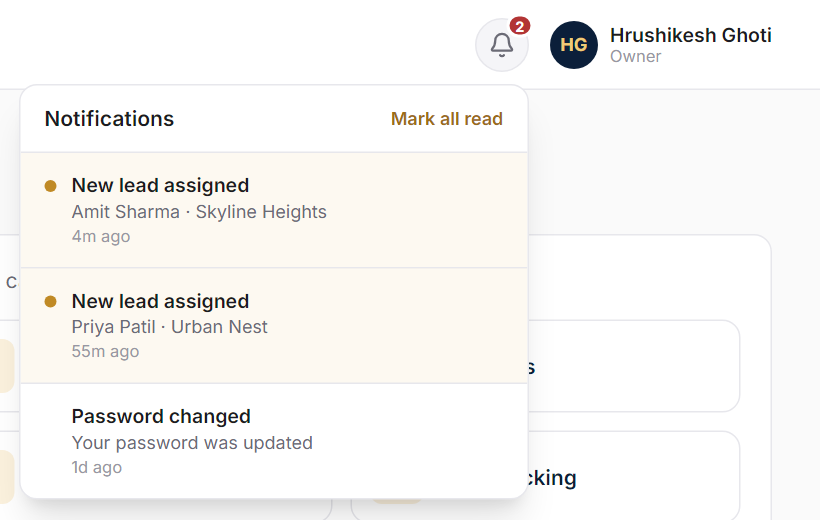 2
HG
Hrushikesh Ghoti
Owner
Notifications
Mark all read
New lead assigned
Amit Sharma · Skyline Heights
4m ago
New lead assigned
Priya Patil · Urban Nest
55m ago
Password changed
Your password was updated
1d ago